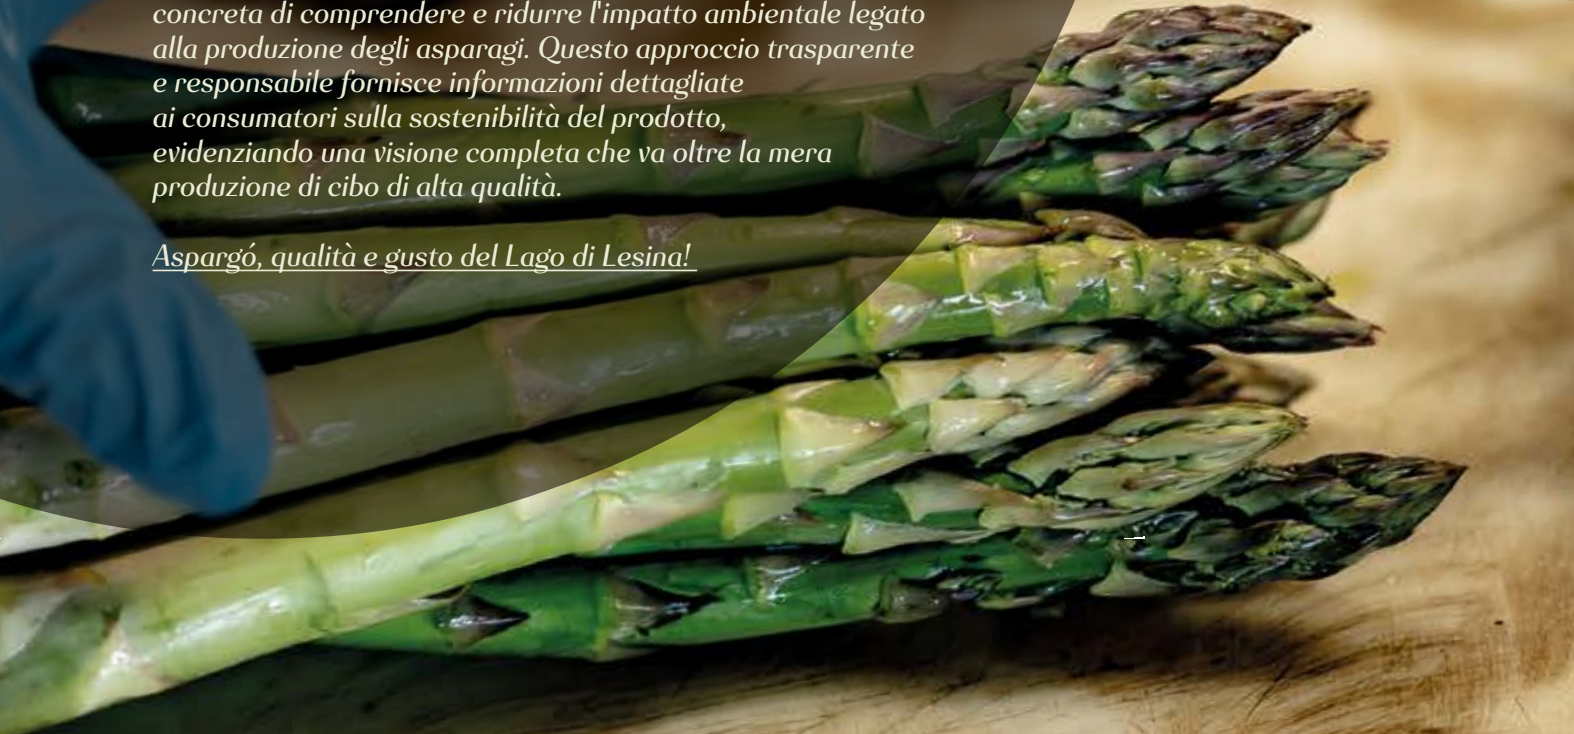 concreta di comprendere e ridurre l'impatto ambientale legato
alla produzione degli asparagi. Questo approccio trasparente
e responsabile fornisce informazioni dettagliate
ai consumatori sulla sostenibilità del prodotto,
evidenziando una visione completa che va oltre la mera
produzione di cibo di alta qualità.
Aspargó, qualità e gusto del Lago di Lesina!